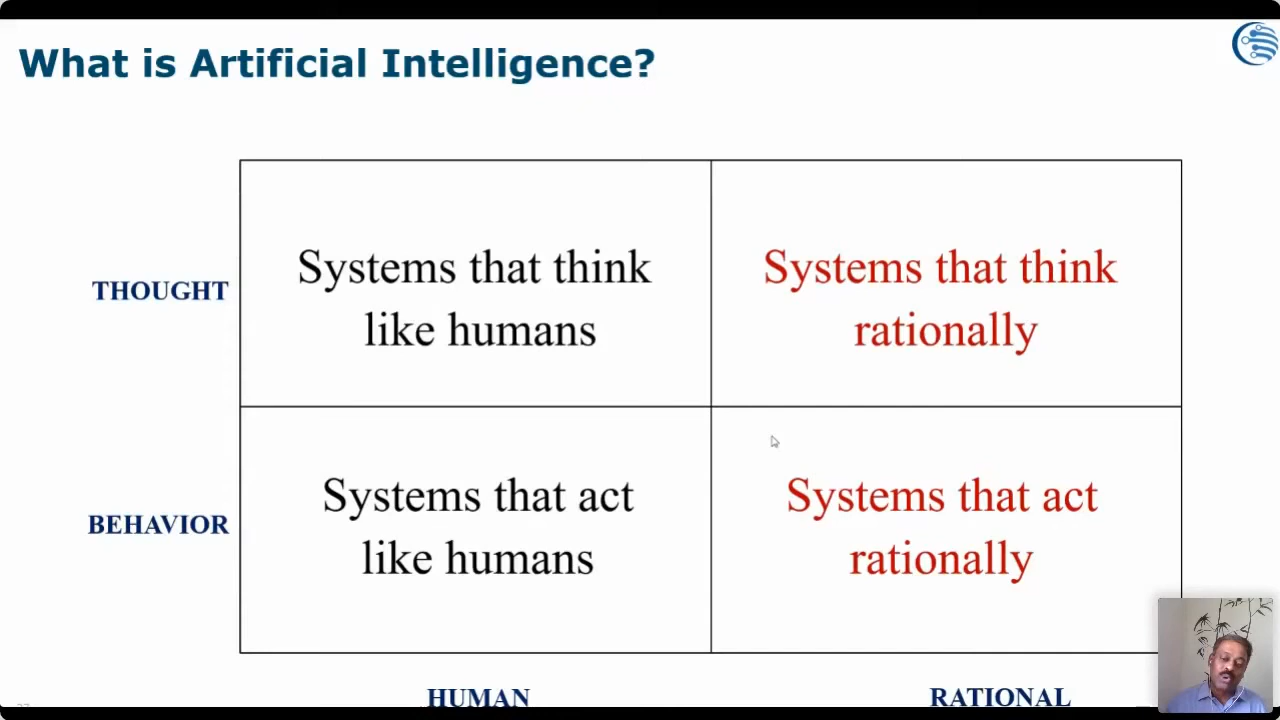 What is Artificial Intelligence?
Systems that think
like humans
Systems that think
rationally
THOUGHT
Systems that act
like humans
Systems that act
rationally
BEHAVIOR
HUMAN
RATIONAL